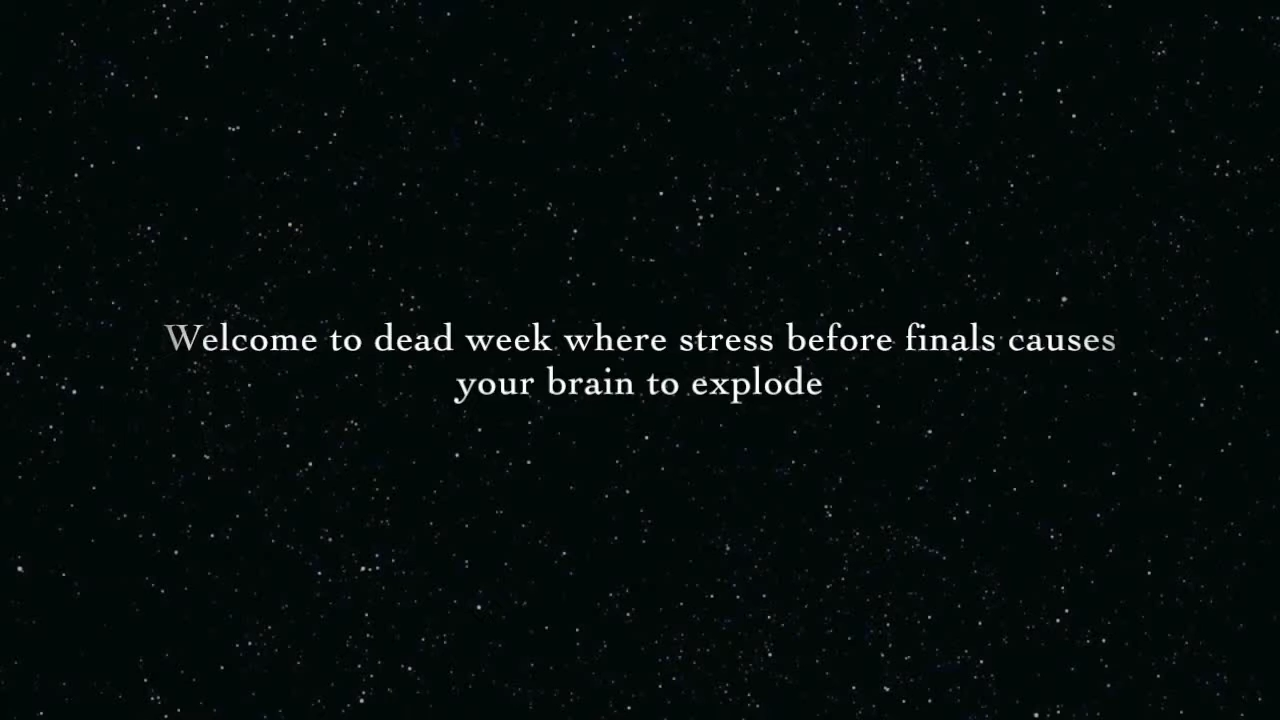 Welcome to dead week where stress before finals causes
your brain to explode